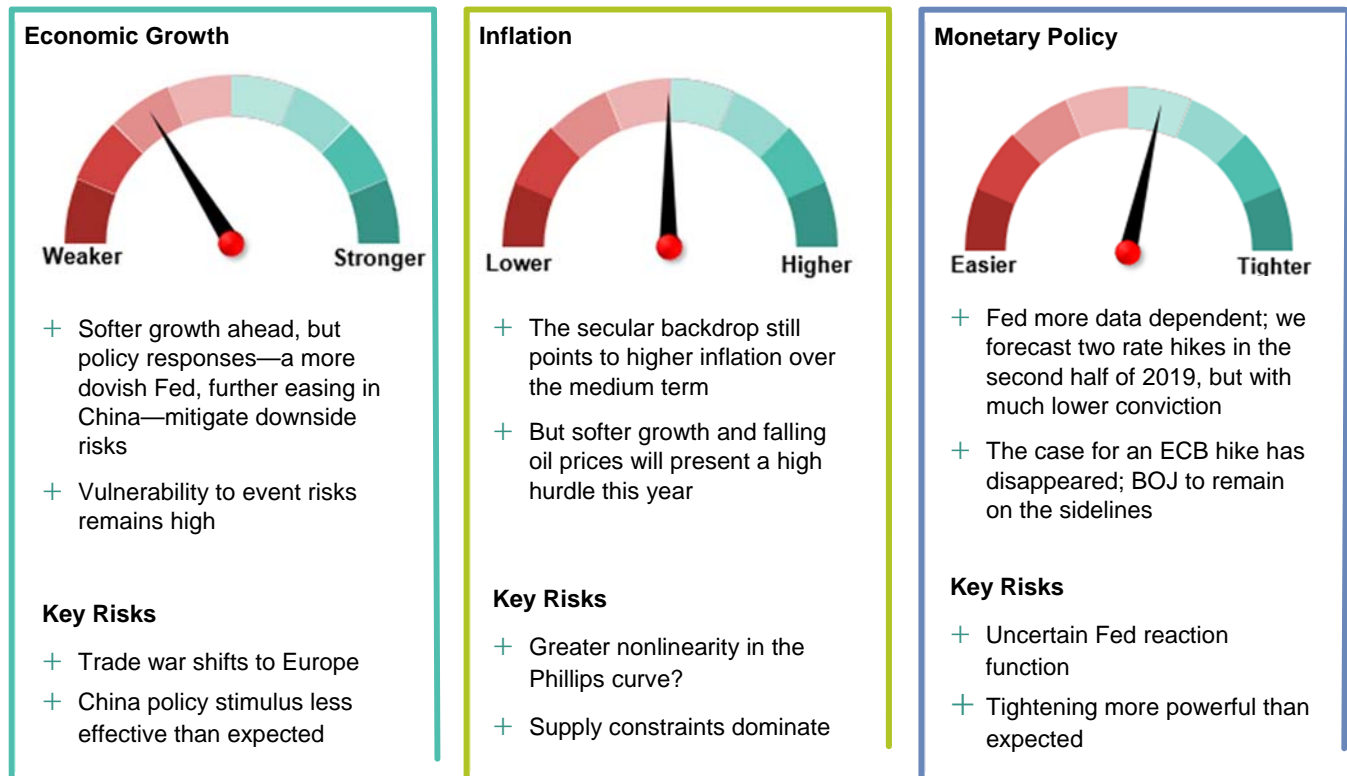 Economic Growth
Weaker
Stronger
+ Softer growth ahead, but
policy responses—a more
dovish Fed, further easing in
China—mitigate downside
risks
+ Vulnerability to event risks
remains high
Key Risks
+ Trade war shifts to Europe
+ China policy stimulus less
effective than expected
Inflation
Lower
Higher
+ The secular backdrop still
points to higher inflation over
the medium term
+ But softer growth and falling
oil prices will present a high
hurdle this year
Key Risks
+ Greater nonlinearity in the
Phillips curve?
+ Supply constraints dominate
Monetary Policy
Easier
Tighter
+ Fed more data dependent; we
forecast two rate hikes in the
second half of 2019, but with
much lower conviction
+ The case for an ECB hike has
disappeared; BOJ to remain
on the sidelines
Key Risks
+ Uncertain Fed reaction
function
+ Tightening more powerful than
expected